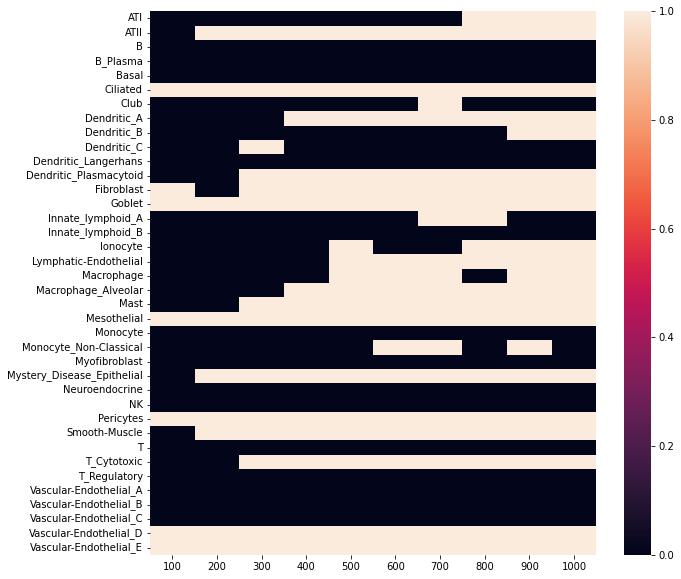 ATI
ATII
B
B_Plasma
Basal
Ciliated
Club
Dendritic_A
Dendritic_B
Dendritic_C
Dendritic_Langerhans
Dendritic_Plasmacytoid
Fibroblast
Goblet
Innate_lymphoid_A
Innate_lymphoid_B
Ionocyte
Lymphatic-Endothelial
Macrophage
Macrophage_Alveolar
Mast
Mesothelial
Monocyte
Monocyte_Non-Classical
Myofibroblast
Mystery_Disease_Epithelial
Neuroendocrine
NK
Pericytes
Smooth-Muscle
T
T_Cytotoxic
T_Regulatory
Vascular-Endothelial_A
Vascular-Endothelial_B
Vascular-Endothelial_C
Vascular-Endothelial_D
Vascular-Endothelial_E
100 200 300 400 500 600 700 800 900 1000
1.0
0.8
0.6
0.4
0.2
0.0